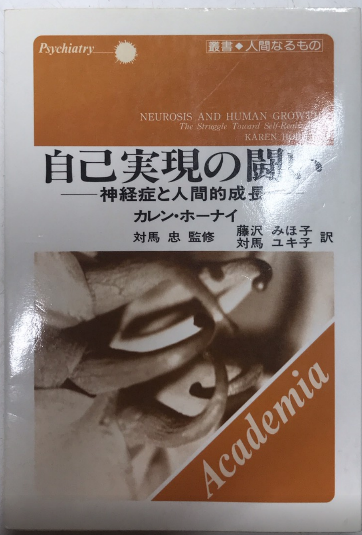 Psychiatry
叢書◆人間なるもの
NEUROSIS AND HUMAN GROWTH
The Struggle Toward
KAREN
自己実現の闘い
——神経症と人間的成長
カレン・ホーナイ
対馬 忠 監修
藤沢 みほ子
対馬 ユキ子 訳
Academia